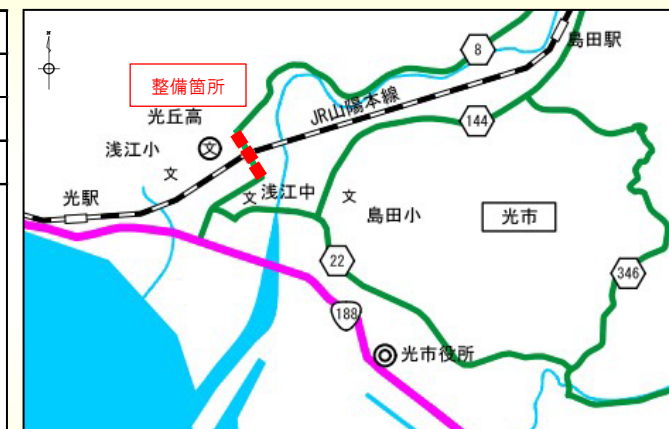 島田駅
8
整備箇所
光丘高
JR山陽本線
144
浅江小
文
文
光駅
浅江中
文
文
島田小
光市
22
346
188
光市役所